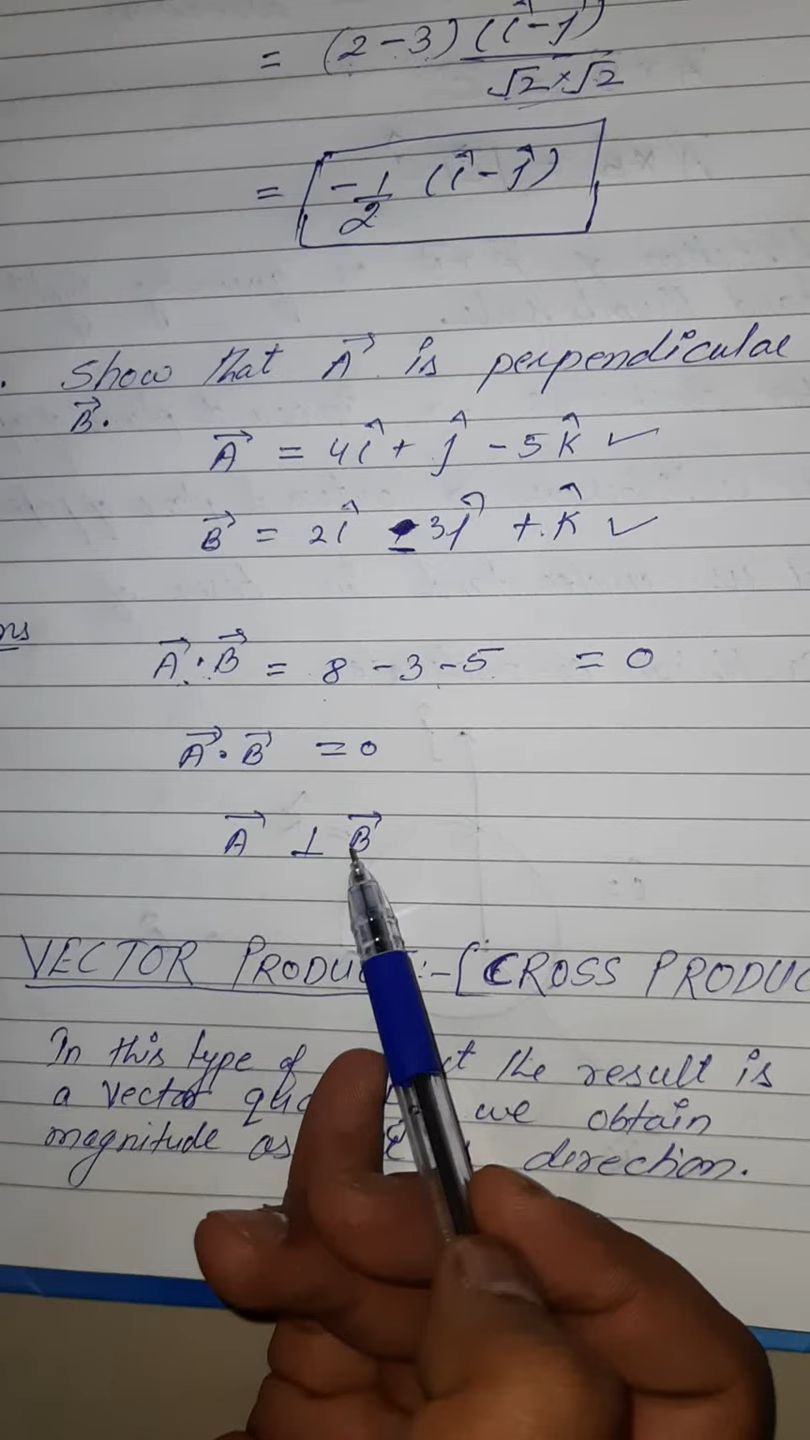 = (2-3) (î-ĵ)
√2×√2
= -1/2 (î-ĵ)
. Show that A⃗ is perpendicular
B⃗.
A⃗ = 4î + ĵ - 5k̂ ✓
B⃗ = 2î - 3ĵ + k̂ ✓
ns
A⃗.B⃗ = 8 -3 -5 = 0
A⃗.B⃗ = 0
A⃗ ⊥ B⃗
VECTOR PRODU :-[CROSS PRODUC
In this type of the result is
a vector we obtain
magnitude as direction.